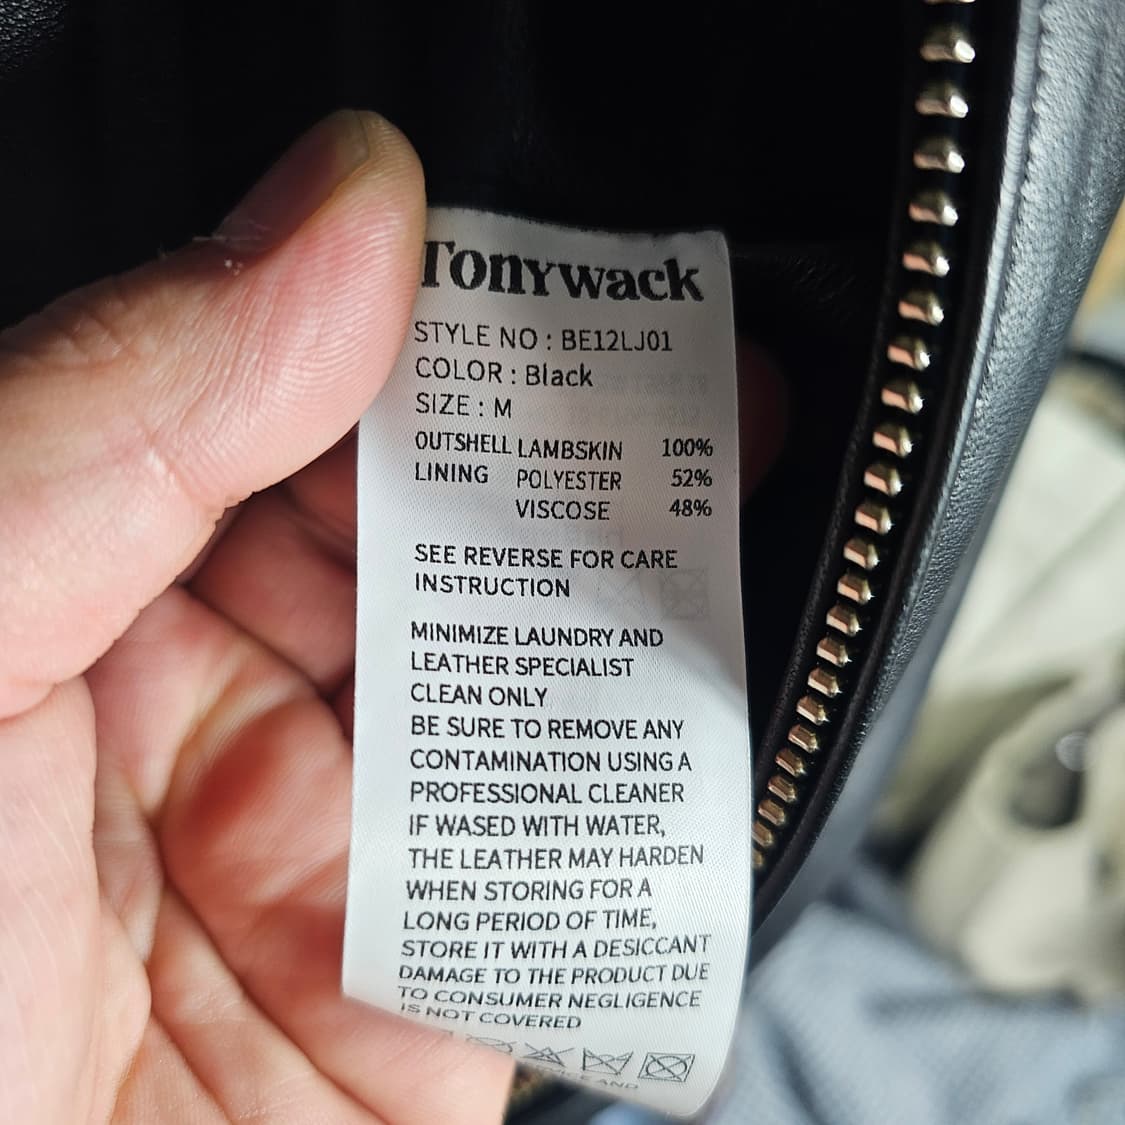 Tonywack
STYLE NO : BE12LJ01
COLOR : Black
SIZE : M
OUTSHELL LAMBSKIN 100%
LINING POLYESTER 52%
VISCOSE 48%
SEE REVERSE FOR CARE
INSTRUCTION
MINIMIZE LAUNDRY AND
LEATHER SPECIALIST
CLEAN ONLY
BE SURE TO REMOVE ANY
CONTAMINATION USING A
PROFESSIONAL CLEANER
IF WASED WITH WATER,
THE LEATHER MAY HARDEN
WHEN STORING FOR A
LONG PERIOD OF TIME,
STORE IT WITH A DESICCANT
DAMAGE TO THE PRODUCT DUE
TO CONSUMER NEGLIGENCE
IS NOT COVERED
AND